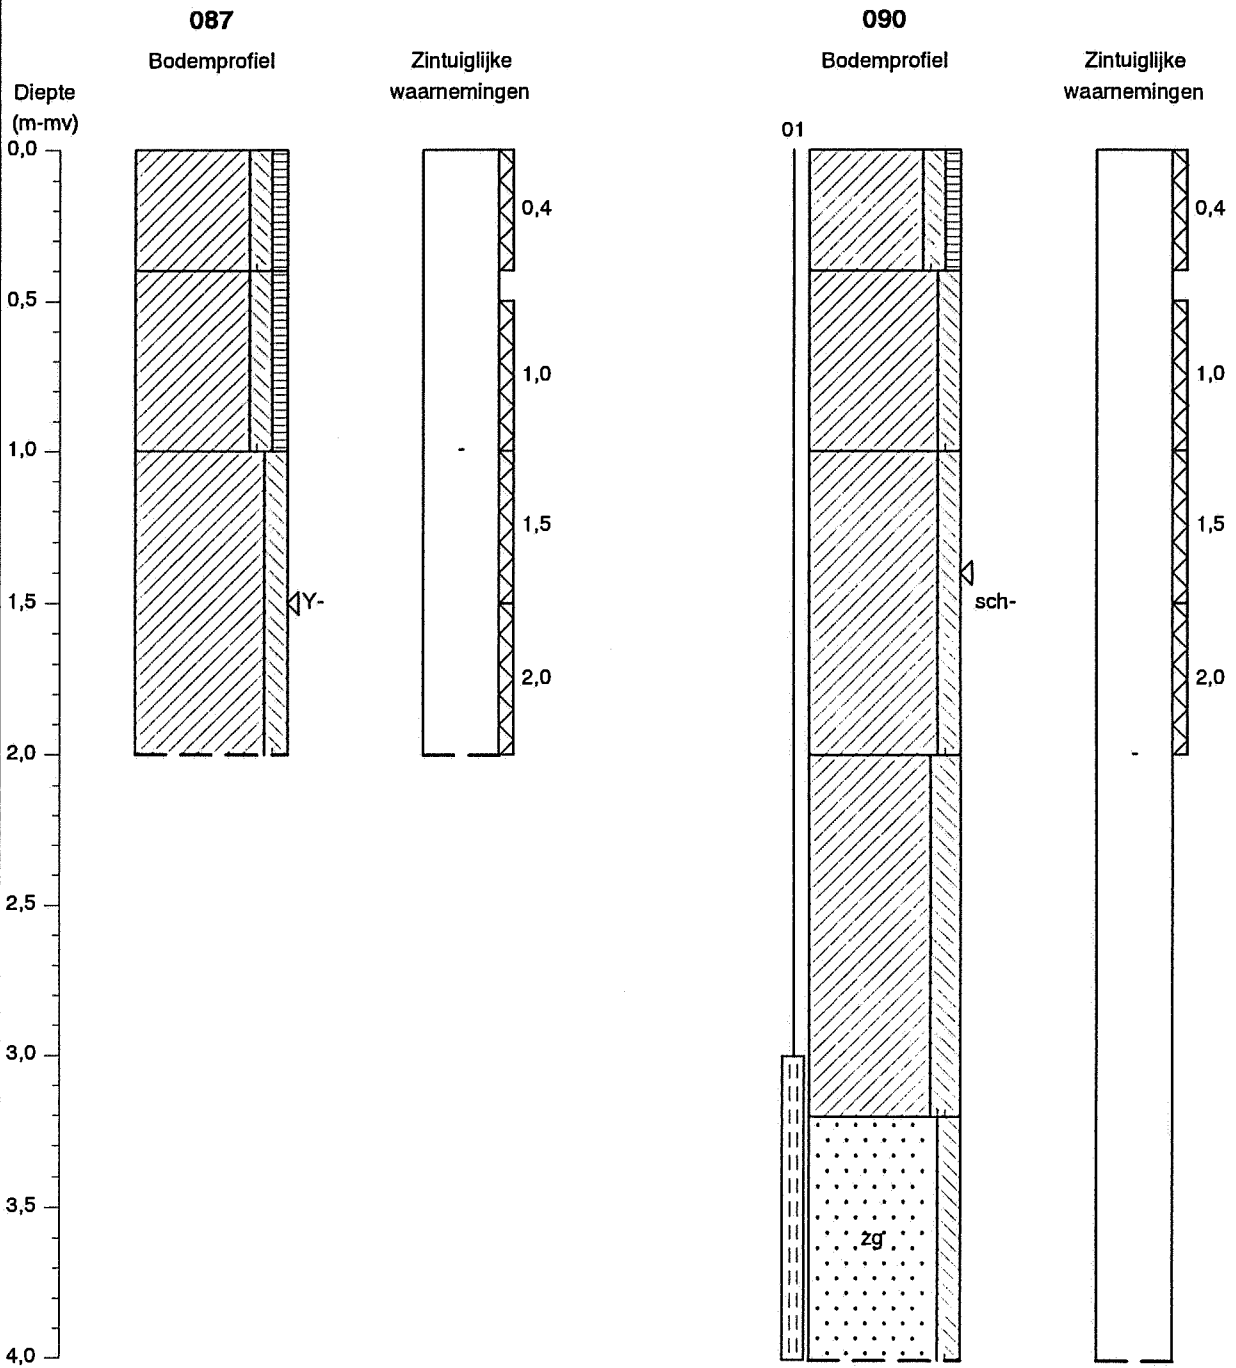 087
090
Bodemprofiel
Zintuiglijke
waarnemingen
Bodemprofiel
Zintuiglijke
waarnemingen
Diepte
(m-mv)
01
0,0
0,4
0,4
0,5
1,0
1,0
1,0
-
1,5
1,5
1,5
Y-
sch-
2,0
2,0
2,0
-
2,5
3,0
3,5
zg
4,0